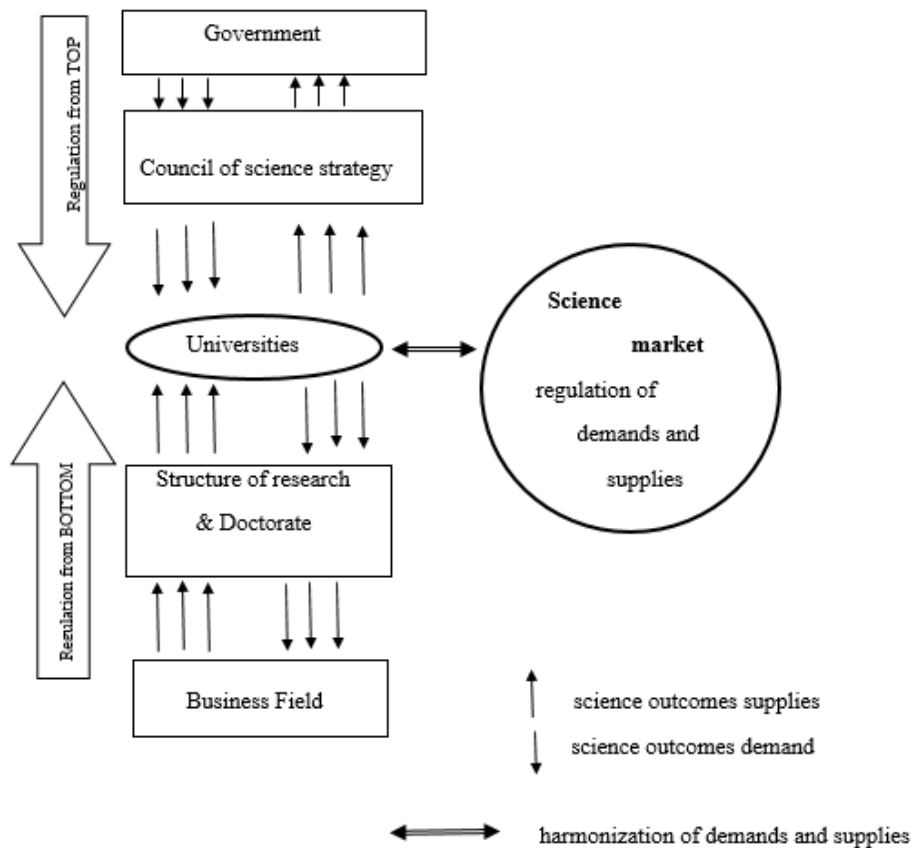 Government
Regulation from TOP
Council of science strategy
Universities
Science
market
regulation of
demands and
supplies
Structure of research
& Doctorate
Regulation from BOTTOM
Business Field
science outcomes supplies
science outcomes demand
harmonization of demands and supplies